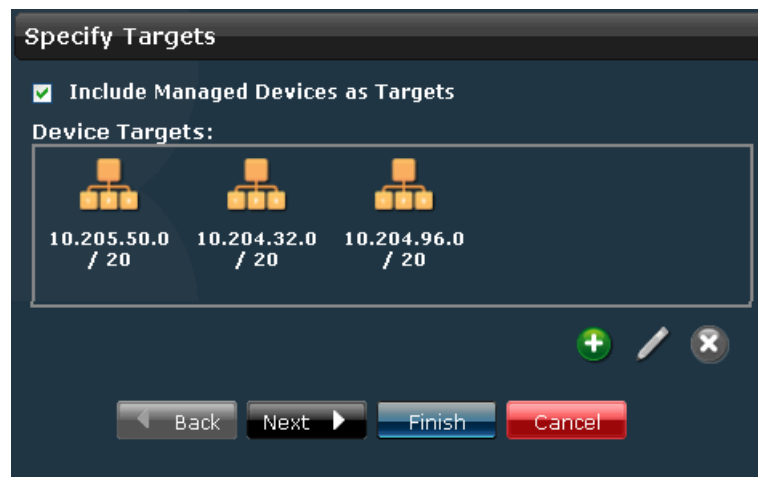 Specify Targets
Include Managed Devices as Targets
Device Targets:
10.205.50.0 / 20
10.204.32.0 / 20
10.204.96.0 / 20
Back
Next
Finish
Cancel